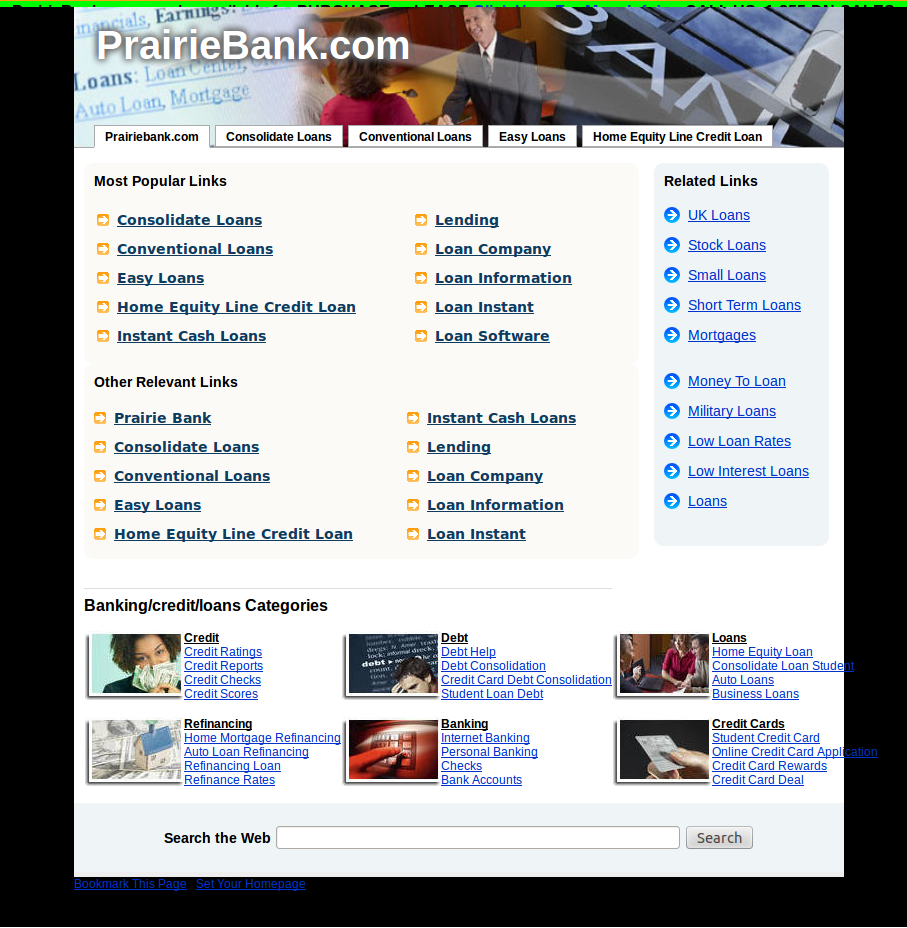 PrairieBank.com
Financials, Earnings:
Loans: Loan Center,
Auto Loan, Mortgage
Prairiebank.com Consolidate Loans Conventional Loans Easy Loans Home Equity Line Credit Loan
Most Popular Links
Consolidate Loans Lending
Conventional Loans Loan Company
Easy Loans Loan Information
Home Equity Line Credit Loan Loan Instant
Instant Cash Loans Loan Software
Other Relevant Links
Prairie Bank Instant Cash Loans
Consolidate Loans Lending
Conventional Loans Loan Company
Easy Loans Loan Information
Home Equity Line Credit Loan Loan Instant
Related Links
UK Loans
Stock Loans
Small Loans
Short Term Loans
Mortgages
Money To Loan
Military Loans
Low Loan Rates
Low Interest Loans
Loans
Banking/credit/loans Categories
Credit
Credit Ratings
Credit Reports
Credit Checks
Credit Scores
debt
Debt
Debt Help
Debt Consolidation
Credit Card Debt Consolidation
Student Loan Debt
Loans
Home Equity Loan
Consolidate Loan Student
Auto Loans
Business Loans
Refinancing
Home Mortgage Refinancing
Auto Loan Refinancing
Refinancing Loan
Refinance Rates
Banking
Internet Banking
Personal Banking
Checks
Bank Accounts
Credit Cards
Student Credit Card
Online Credit Card Application
Credit Card Rewards
Credit Card Deal
Search the Web Search
Bookmark This Page Set Your Homepage